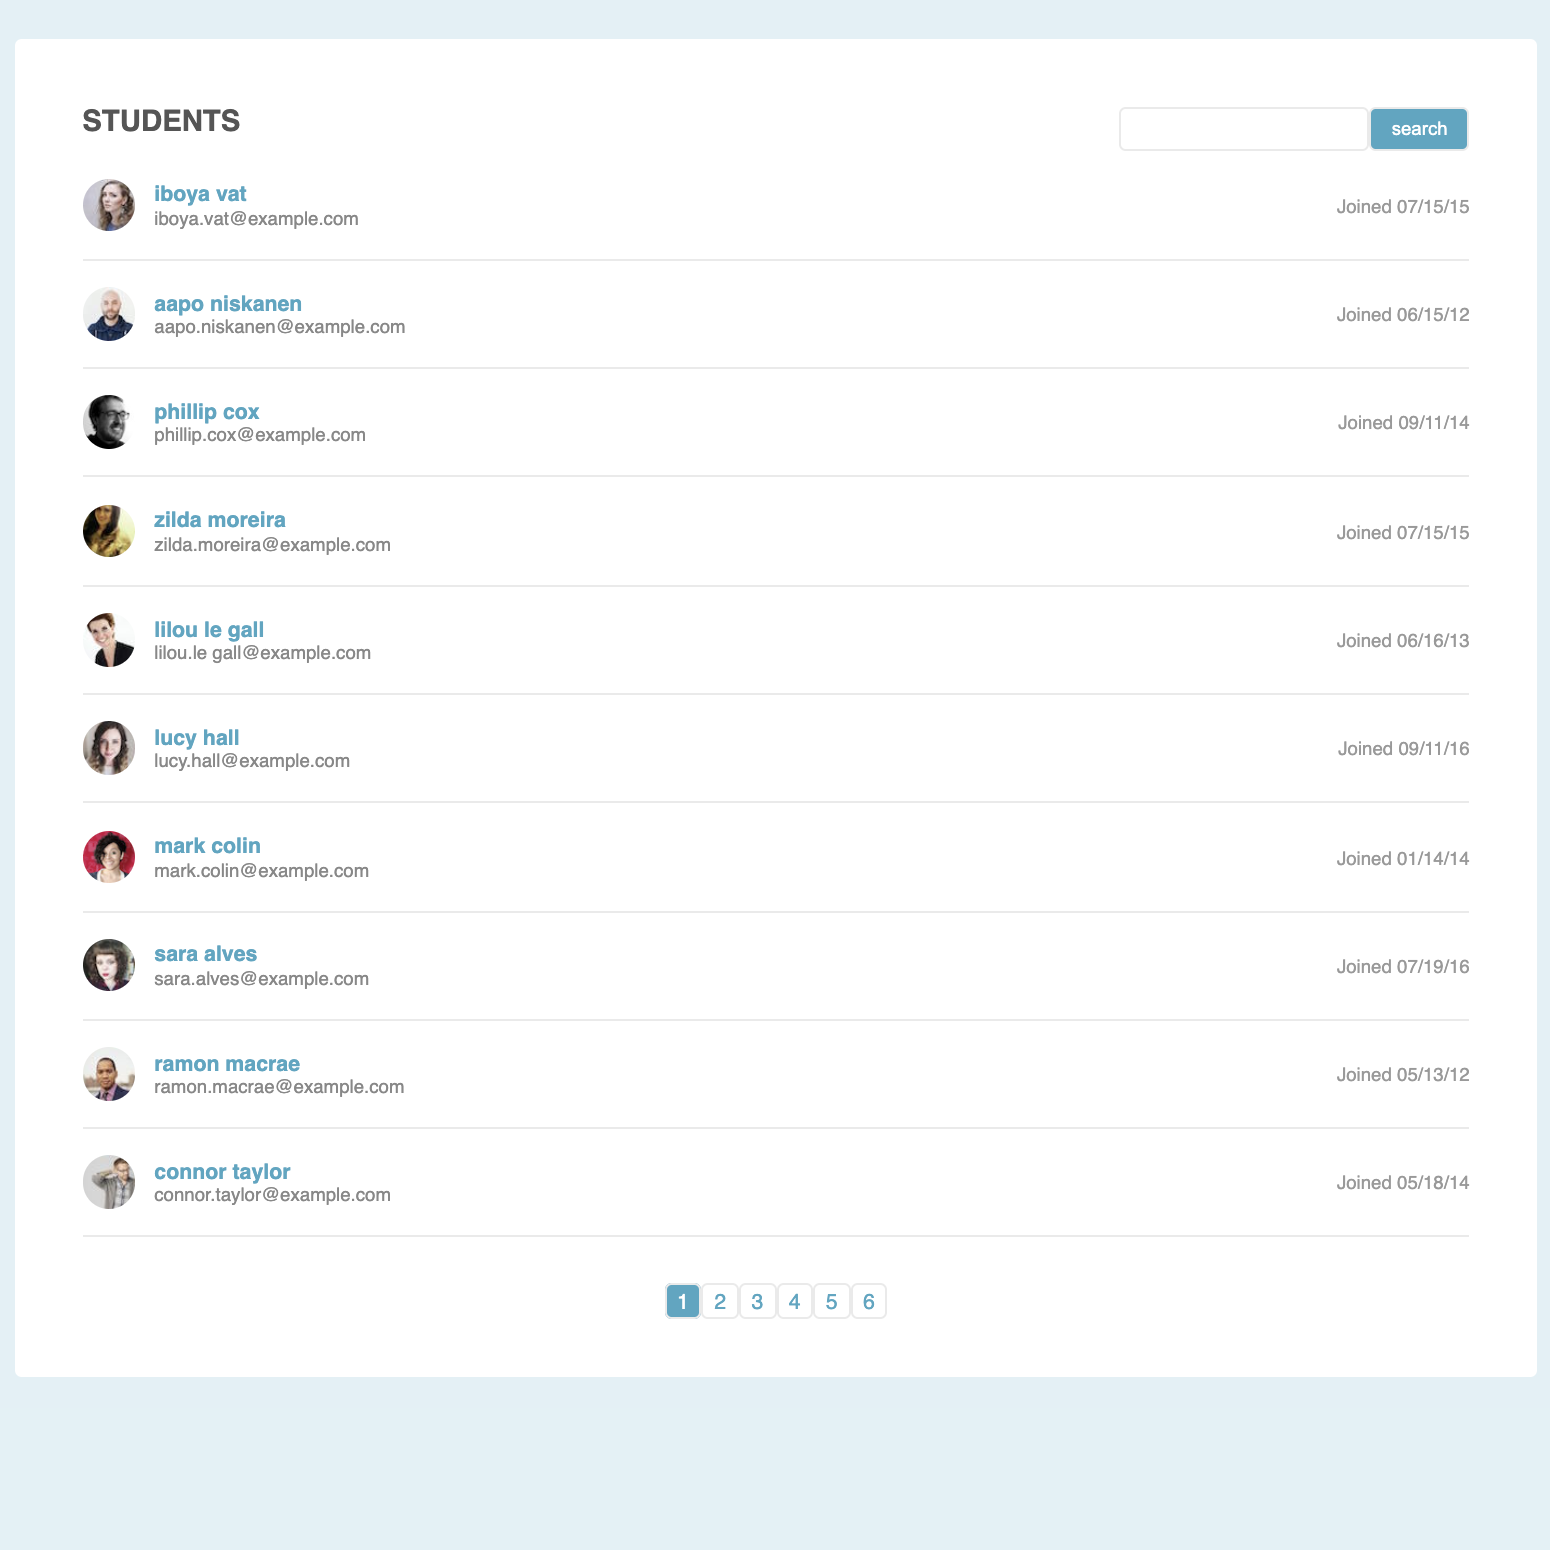 STUDENTS
search
iboya vat
iboya.vat@example.com
Joined 07/15/15
aapo niskanen
aapo.niskanen@example.com
Joined 06/15/12
phillip cox
phillip.cox@example.com
Joined 09/11/14
zilda moreira
zilda.moreira@example.com
Joined 07/15/15
lilou le gall
lilou.le gall@example.com
Joined 06/16/13
lucy hall
lucy.hall@example.com
Joined 09/11/16
mark colin
mark.colin@example.com
Joined 01/14/14
sara alves
sara.alves@example.com
Joined 07/19/16
ramon macrae
ramon.macrae@example.com
Joined 05/13/12
connor taylor
connor.taylor@example.com
Joined 05/18/14
1 2 3 4 5 6